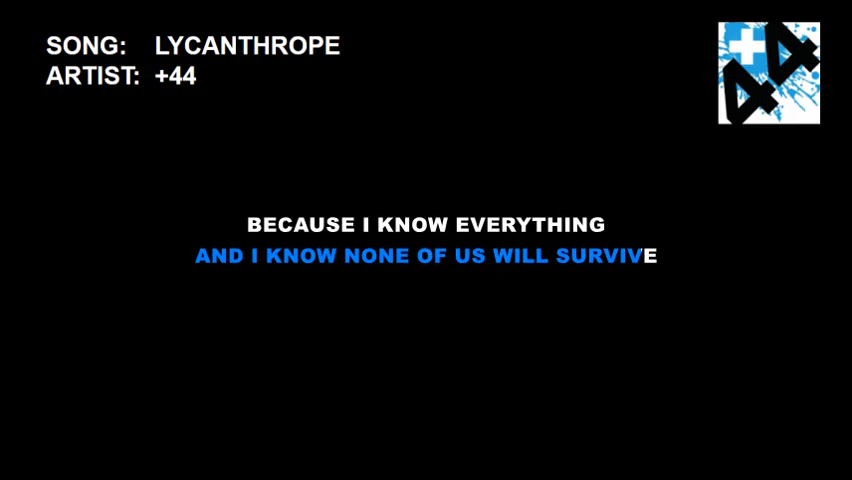 SONG: LYCANTHROPE
ARTIST: +44
+44
BECAUSE I KNOW EVERYTHING
AND I KNOW NONE OF US WILL SURVIVE